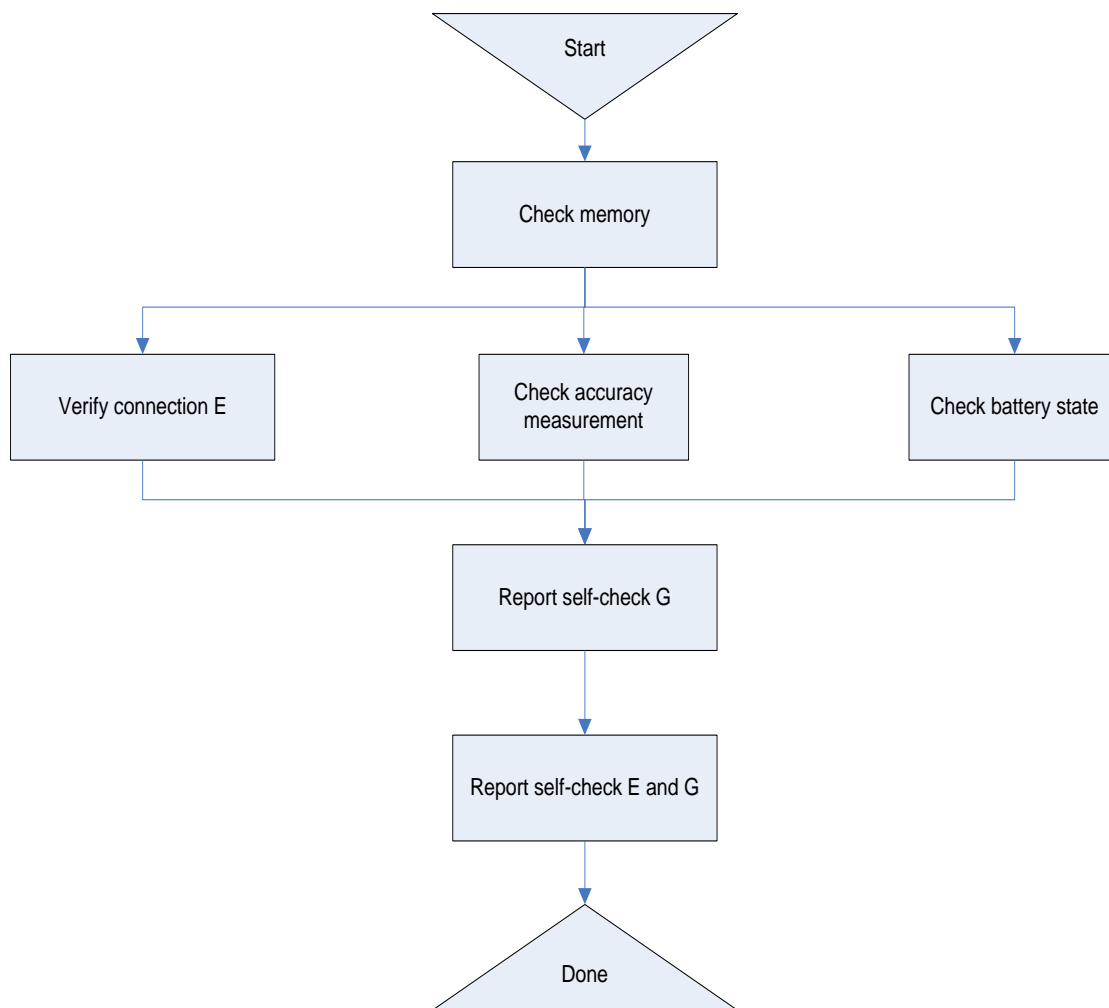 Start
Check memory
Verify connection E
Check accuracy
measurement
Check battery state
Report self-check G
Report self-check E and G
Done